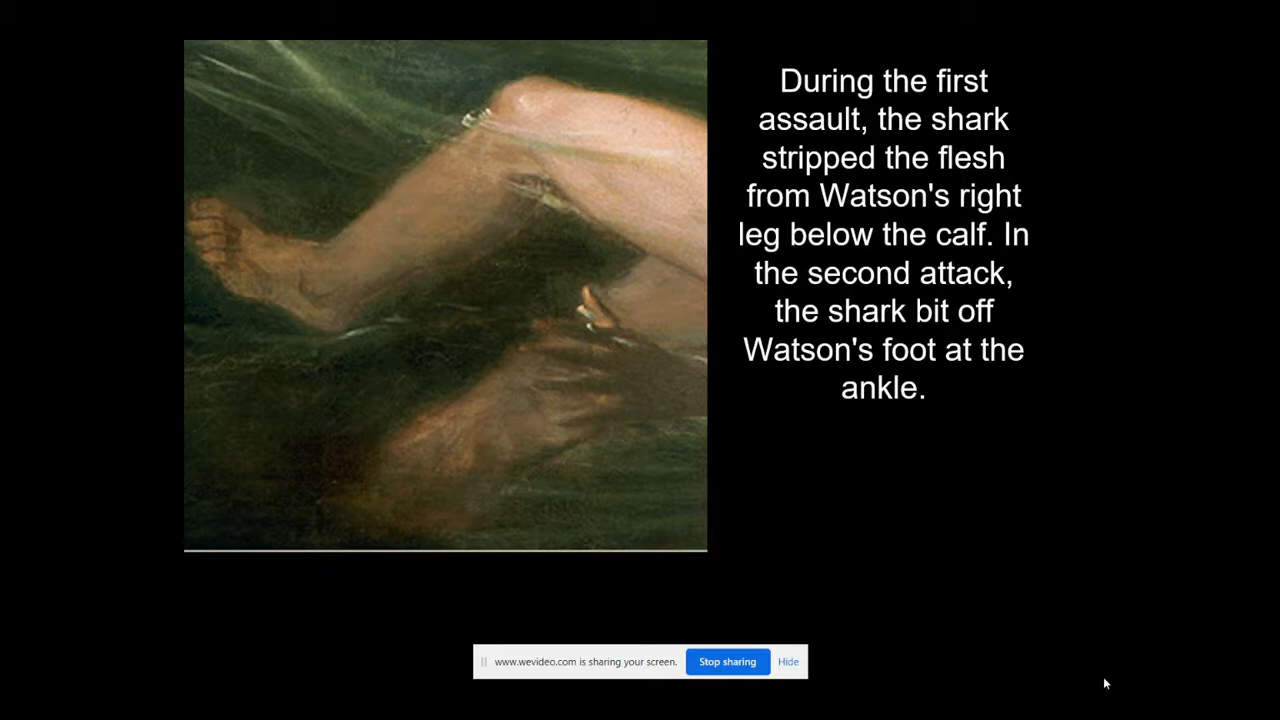 During the first
assault, the shark
stripped the flesh
from Watson's right
leg below the calf. In
the second attack,
the shark bit off
Watson's foot at the
ankle.
www.wevideo.com is sharing your screen.
Stop sharing
Hide